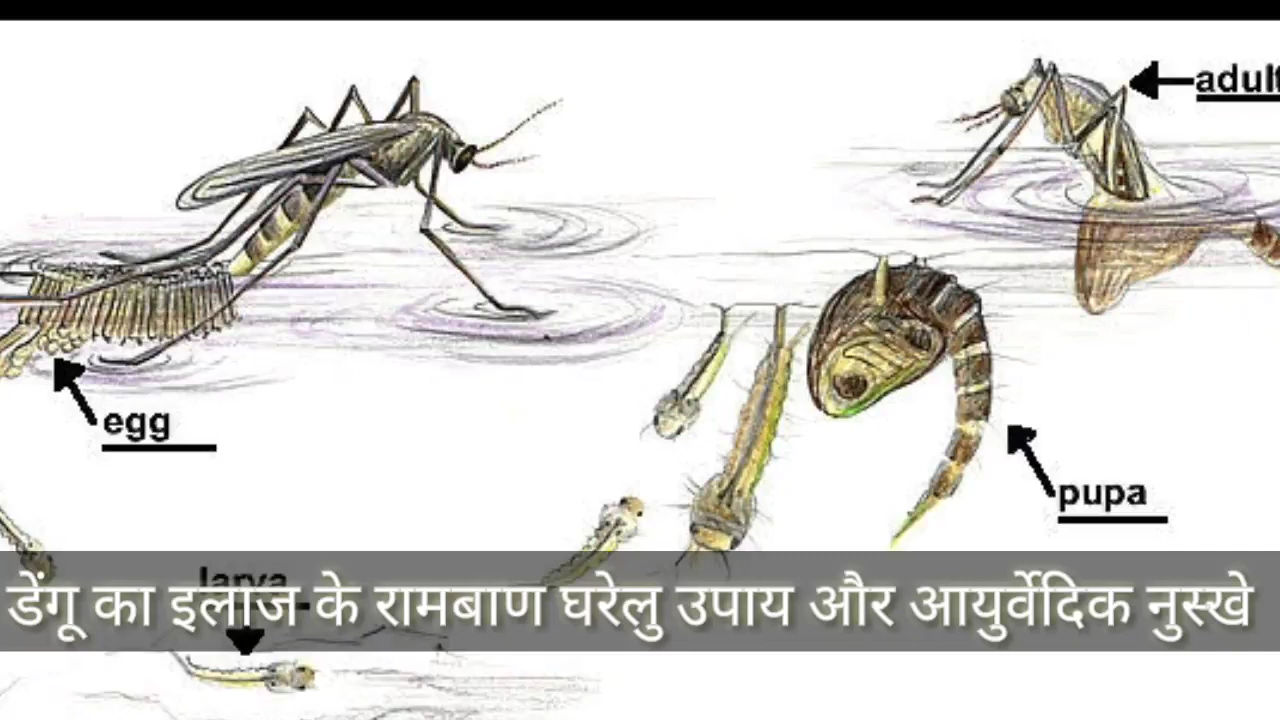 adult
egg
pupa
larva
डेंगू का इलाज के रामबाण घरेलु उपाय और आयुर्वेदिक नुस्खे